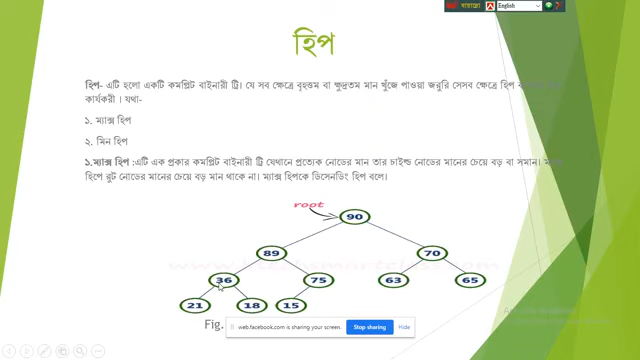 English
হিপ
হিপ- এটি হলো একটি কমপ্লিট বাইনারী ট্রি। যে সব ক্ষেত্রে বৃহত্তম বা ক্ষুদ্রতম মান খুঁজে পাওয়া জরুরি সেসব ক্ষেত্রে হিপ
কার্যকরী । যথা-
১. ম্যাক্স হিপ
২. মিন হিপ
১.ম্যাক্স হিপ :এটি এক প্রকার কমপ্লিট বাইনারী ট্রি যেখানে প্রত্যেক নোডের মান তার চাইল্ড নোডের মানের চেয়ে বড় বা সমান।
হিপে রুট নোডের মানের চেয়ে বড় মান থাকে না। ম্যাক্স হিপকে ডিসেনডিং হিপ বলে।
root
90
89 70
36 75 63 65
21 18 15
Fig.
web.facebook.com is sharing your screen. Stop sharing Hide